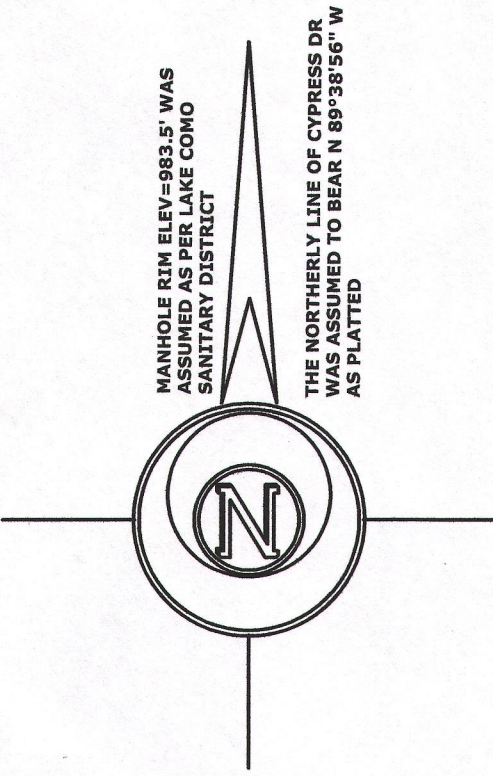 MANHOLE RIM ELEV=983.5' WAS
ASSUMED AS PER LAKE COMO
SANITARY DISTRICT
THE NORTHERLY LINE OF CYPRESS DR
WAS ASSUMED TO BEAR N 89°38'56" W
AS PLATTED
N